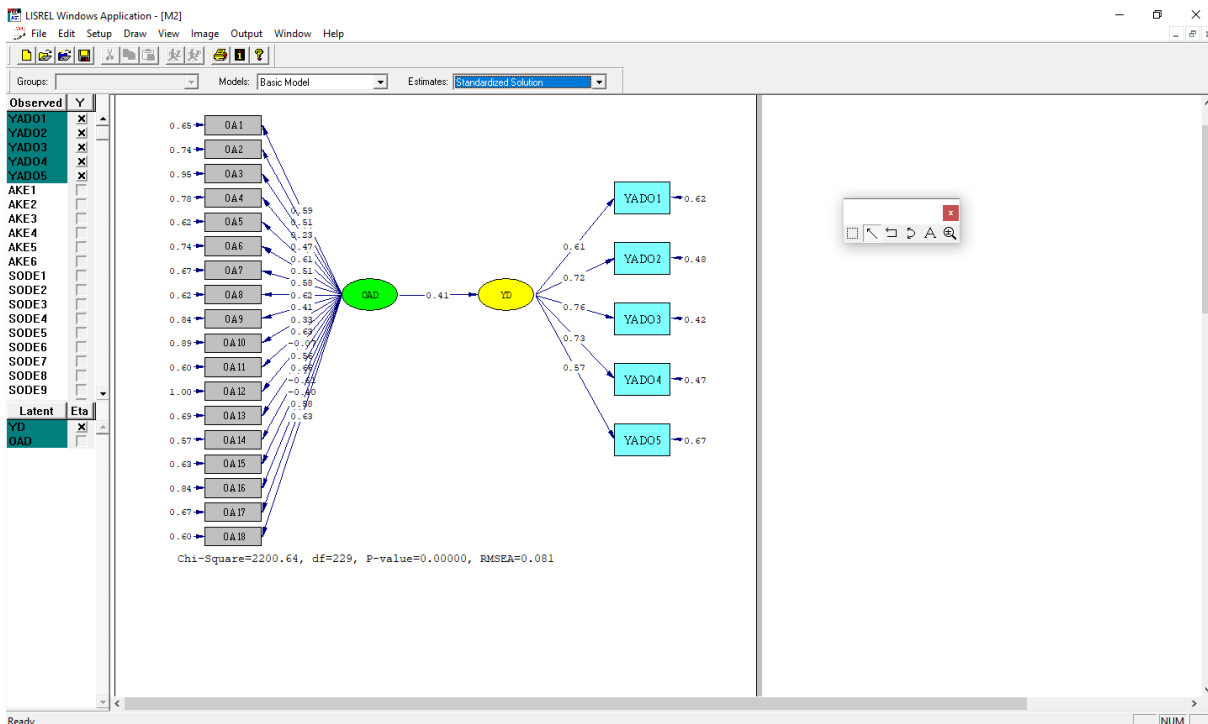 LISREL Windows Application - [M2]
File Edit Setup Draw View Image Output Window Help
Groups: Models: Basic Model Estimates: Standardized Solution
Observed Y
YADO1
YADO2
YADO3
YADO4
YADO5
AKE1
AKE2
AKE3
AKE4
AKE5
AKE6
SODE1
SODE2
SODE3
SODE4
SODE5
SODE6
SODE7
SODE8
SODE9
Latent Eta
YD
OAD
0.65 OA1
0.74 OA2
0.95 OA3
0.78 OA4
0.62 OA5
0.74 OA6
0.67 OA7
0.62 OA8
0.84 OA9
0.89 OA10
0.60 OA11
1.00 OA12
0.69 OA13
0.57 OA14
0.63 OA15
0.84 OA16
0.67 OA17
0.60 OA18
0.59
0.51
0.23
0.47
0.61
0.51
0.58
0.62
0.41
0.33
0.63
-0.07
0.56
-0.61
-0.40
0.58
0.63
OAD 0.41 YD
0.61
0.72
0.76
0.73
0.57
YADO1 0.62
YADO2 0.48
YADO3 0.42
YADO4 0.47
YADO5 0.67
Chi-Square=2200.64, df=229, P-value=0.00000, RMSEA=0.081
A
Ready
NUM